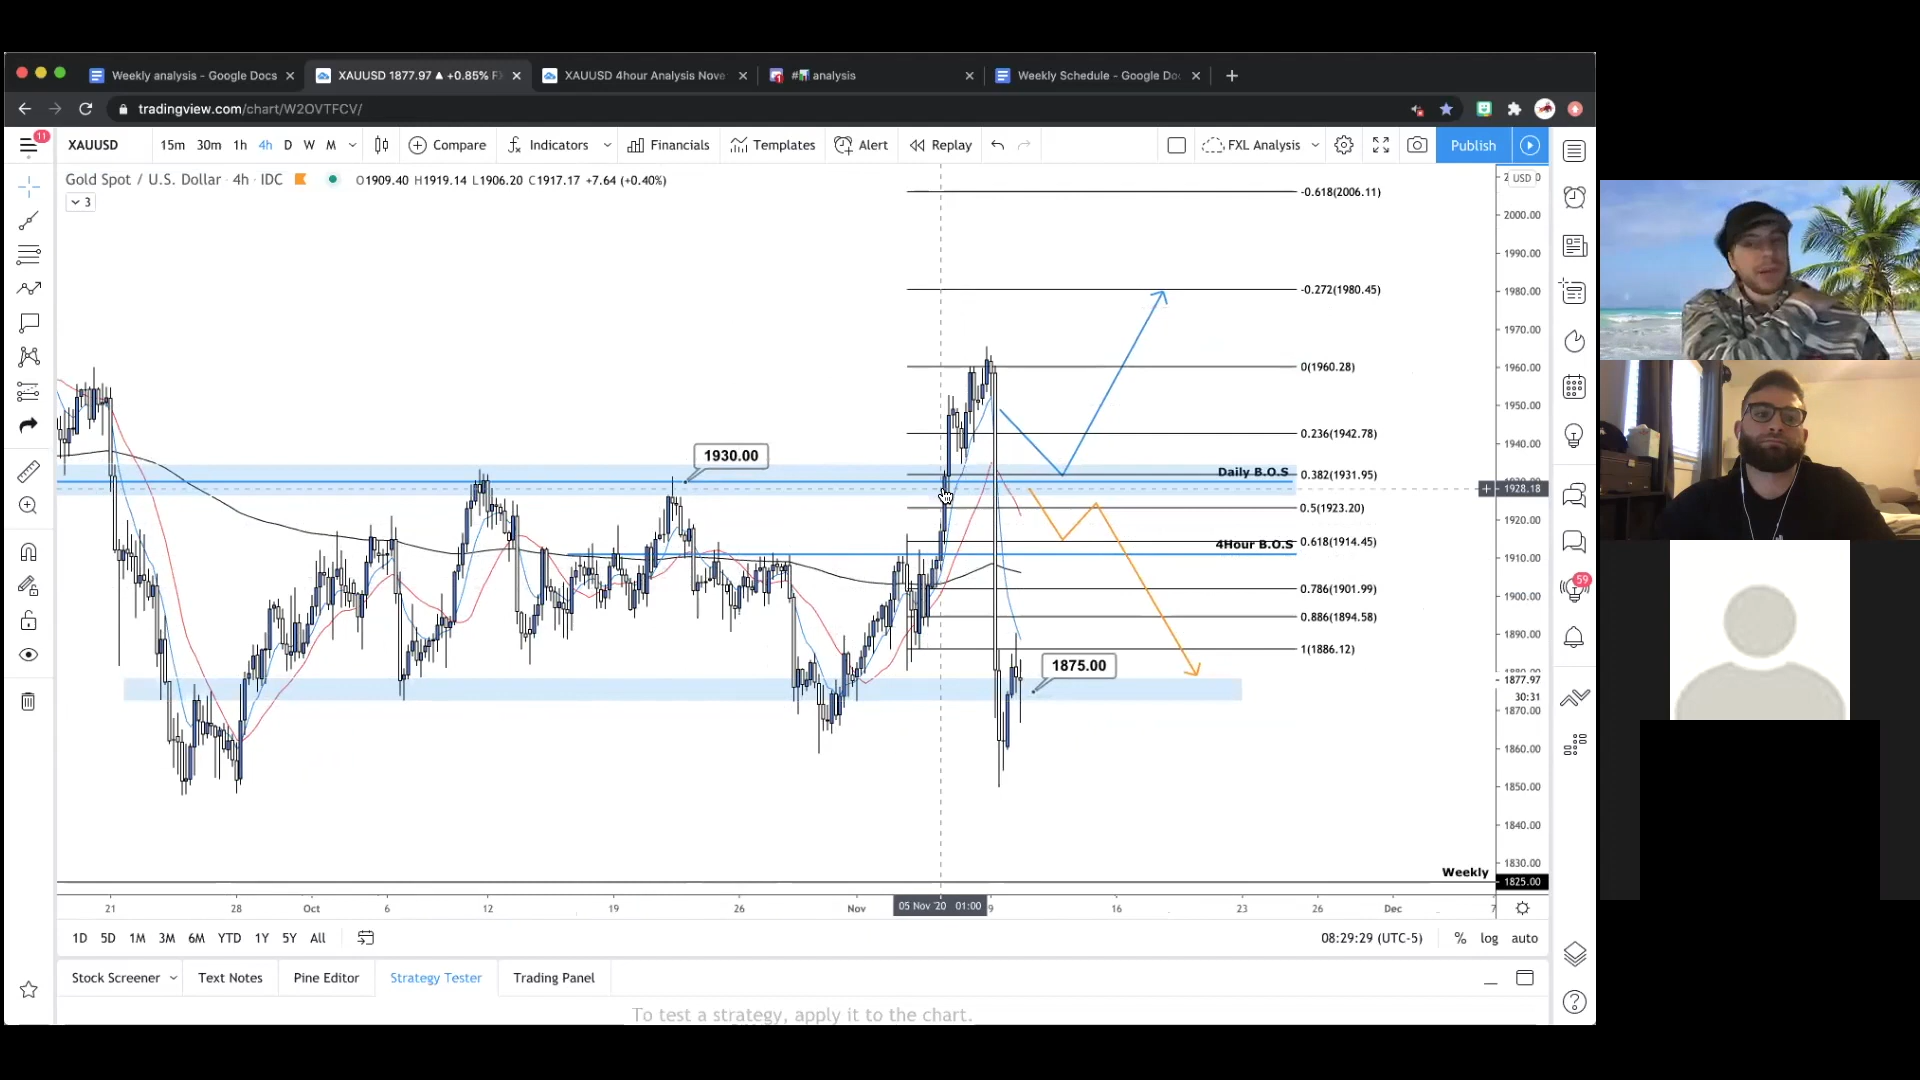 Weekly analysis - Google Docs
XAUUSD 1877.97 ▲ +0.85% F
XAUUSD 4hour Analysis Nove
analysis
Weekly Schedule - Google Do
tradingview.com/chart/W2OVTFCV/
11
XAUUSD 15m 30m 1h 4h D W M Compare Indicators Financials Templates Alert Replay FXL Analysis Publish
Gold Spot / U.S. Dollar · 4h · IDC O1909.40 H1919.14 L1906.20 C1917.17 +7.64 (+0.40%)
3
USD
-0.618(2006.11)
2000.00
1990.00
-0.272(1980.45)
1980.00
1970.00
0(1960.28)
1960.00
1950.00
0.236(1942.78)
1940.00
1930.00
Daily B.O.S
0.382(1931.95)
1928.18
0.5(1923.20)
1920.00
4Hour B.O.S
0.618(1914.45)
1910.00
0.786(1901.99)
1900.00
0.886(1894.58)
1890.00
1(1886.12)
1875.00
1877.97
30:31
1870.00
1860.00
1850.00
1840.00
1830.00
Weekly
1825.00
59
21 28 Oct 6 12 19 26 Nov 05 Nov '20 01:00 9 16 23 26 Dec 7
1D 5D 1M 3M 6M YTD 1Y 5Y All
08:29:29 (UTC-5) % log auto
Stock Screener Text Notes Pine Editor Strategy Tester Trading Panel
To test a strategy, apply it to the chart.